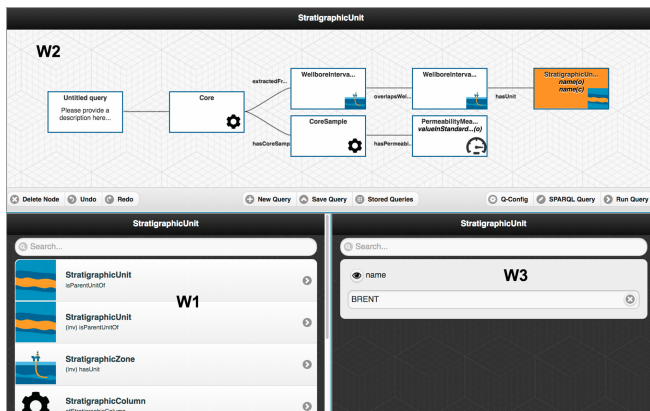 StratigraphicUnit
W2
Untitled query
Please provide a
description here...
Core
extractedFr...
hasCoreSamp
WellboreInterva...
CoreSample
overlapsWel...
hasPermeabi..
WellboreInterva...
PermeabilityMea...
valueInStandard...(o)
hasUnit
StratigraphicUn...
name(o)
name(c)
Delete Node Undo Redo New Query Save Query Stored Queries Q-Config SPARQL Query Run Query
StratigraphicUnit
Search...
StratigraphicUnit
isParentUnitOf
W1
StratigraphicUnit
(inv) isParentUnitOf
StratigraphicZone
(inv) hasUnit
StratigraphicColumn
StratigraphicUnit
Search...
name
W3
BRENT